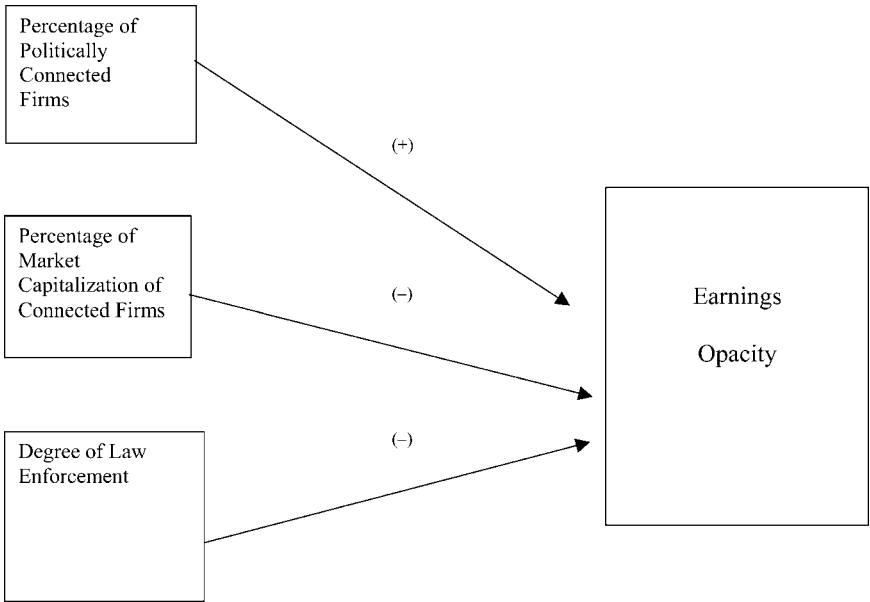 Percentage of
Politically
Connected
Firms
(+)
Percentage of
Market
Capitalization of
Connected Firms
(–)
Earnings
Opacity
(–)
Degree of Law
Enforcement